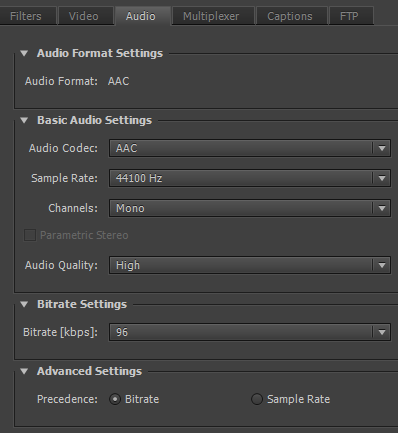 Filters Video Audio Multiplexer Captions FTP
Audio Format Settings
Audio Format: AAC
Basic Audio Settings
Audio Codec: AAC
Sample Rate: 44100 Hz
Channels: Mono
Parametric Stereo
Audio Quality: High
Bitrate Settings
Bitrate [kbps]: 96
Advanced Settings
Precedence: Bitrate Sample Rate